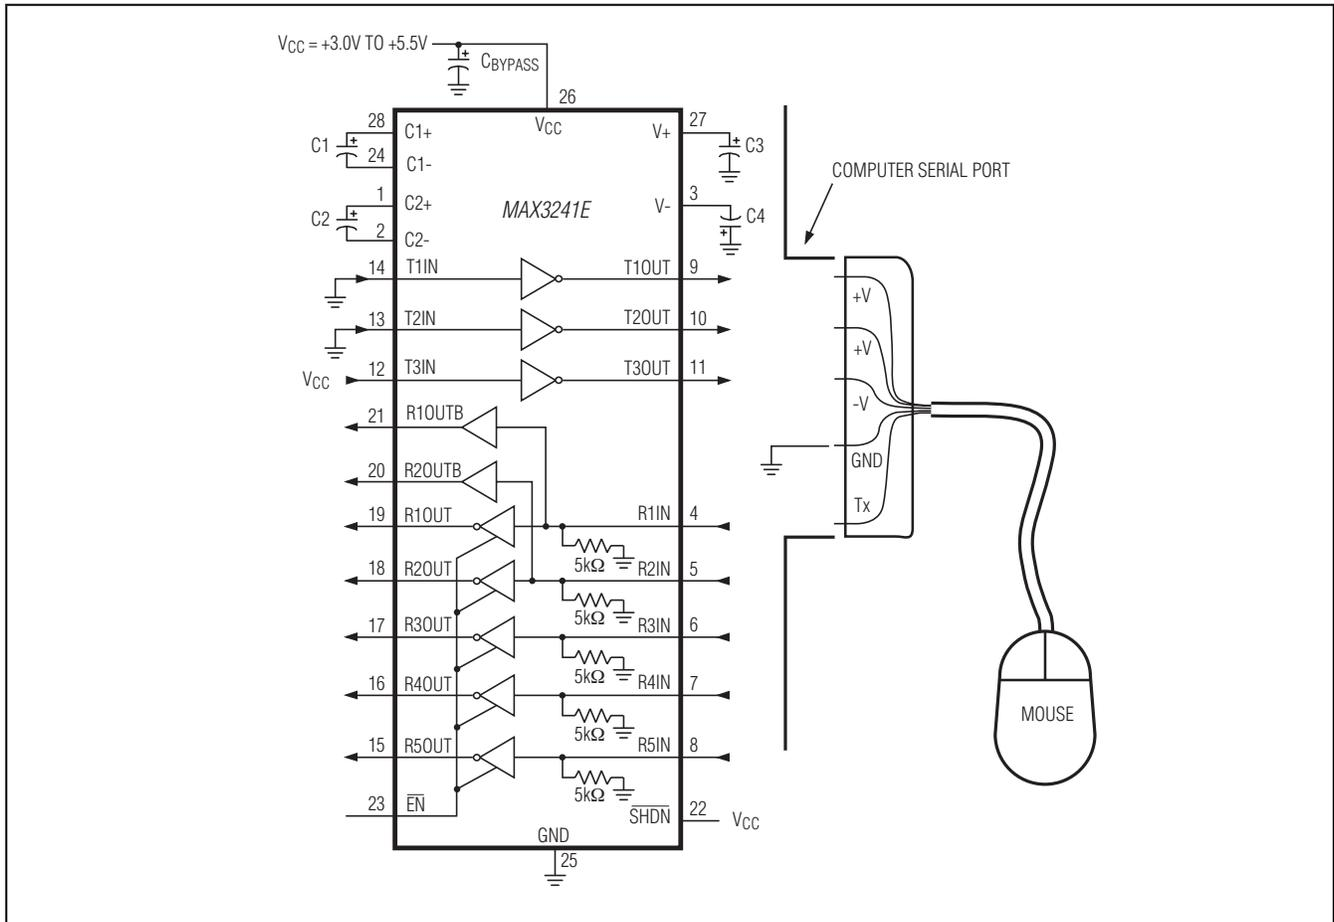 VCC = +3.0V TO +5.5V
CBYPASS
26
VCC
28
C1+
C1
24
C1-
1
C2+
C2
2
C2-
MAX3241E
27
V+
C3
3
V-
C4
14
T1IN
T1OUT
9
13
T2IN
T2OUT
10
VCC
12
T3IN
T3OUT
11
21
R1OUTB
20
R2OUTB
19
R1OUT
R1IN
4
5kΩ
18
R2OUT
R2IN
5
5kΩ
17
R3OUT
R3IN
6
5kΩ
16
R4OUT
R4IN
7
5kΩ
15
R5OUT
R5IN
8
5kΩ
23
EN
SHDN
22
VCC
GND
25
COMPUTER SERIAL PORT
+V
+V
-V
GND
Tx
MOUSE